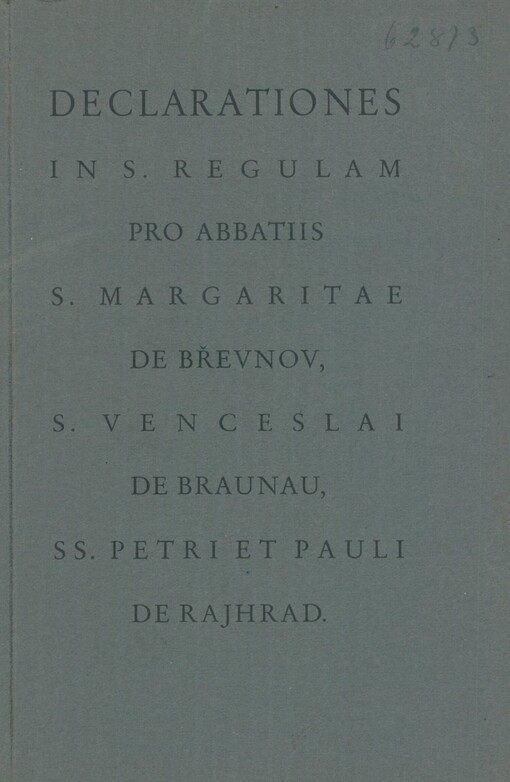 62873
DECLARATIONES
IN S. REGULAM
PRO ABBATIIS
S. MARGARITAE
DE BŘEVNOV,
S. VENCESLAI
DE BRAUNAU,
SS. PETRI ET PAULI
DE RAJHRAD.